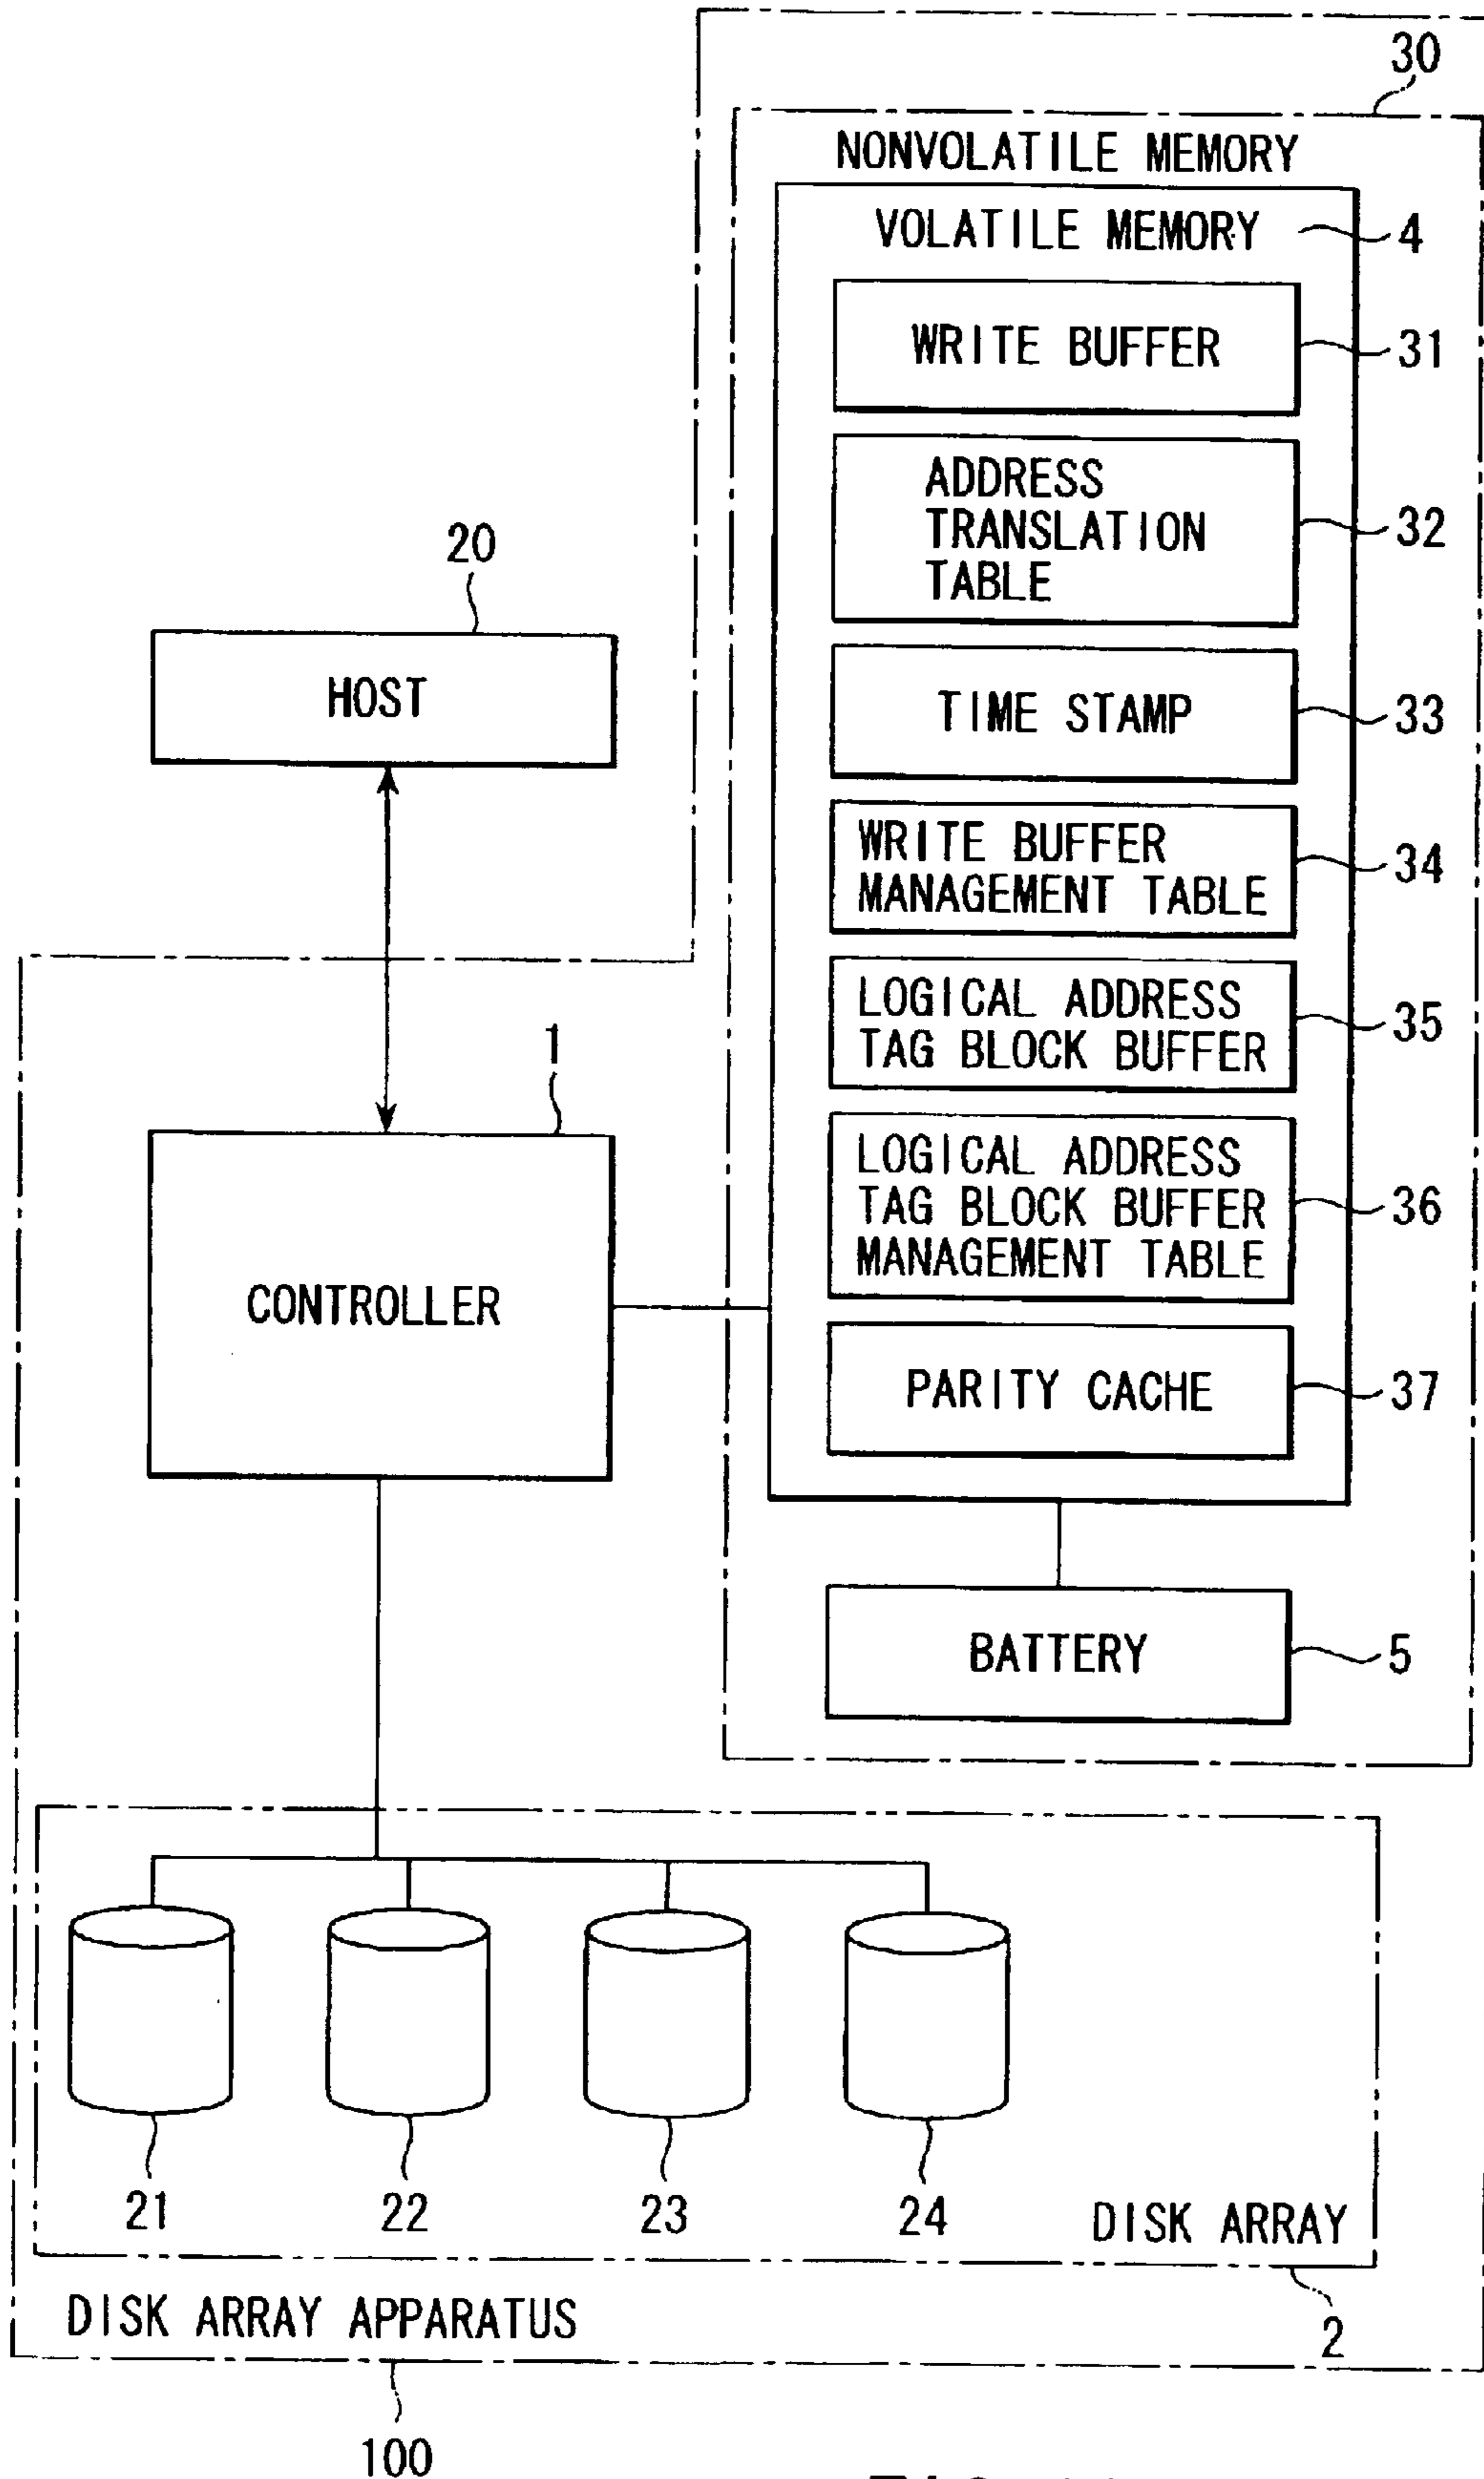 30
NONVOLATILE MEMORY
VOLATILE MEMORY
4
WRITE BUFFER
31
ADDRESS
TRANSLATION
TABLE
32
20
HOST
TIME STAMP
33
WRITE BUFFER
MANAGEMENT TABLE
34
LOGICAL ADDRESS
TAG BLOCK BUFFER
35
1
LOGICAL ADDRESS
TAG BLOCK BUFFER
MANAGEMENT TABLE
36
CONTROLLER
PARITY CACHE
37
BATTERY
5
21
22
23
24
DISK ARRAY
DISK ARRAY APPARATUS
2
100